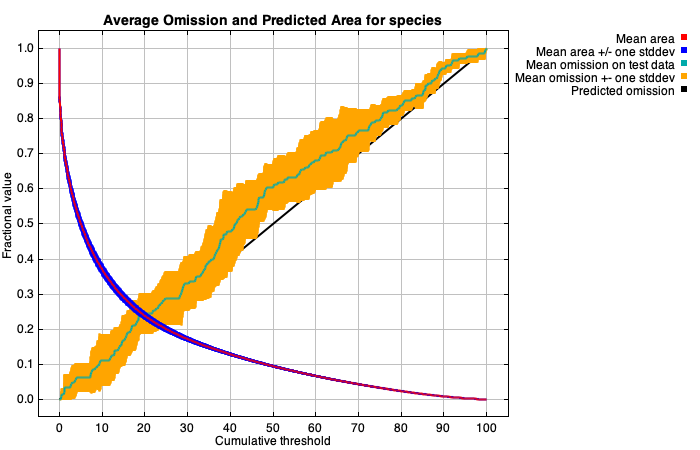 Average Omission and Predicted Area for species
Mean area
Mean area +/- one stddev
Mean omission on test data
Mean omission +- one stddev
Predicted omission
Fractional value
1.0
0.9
0.8
0.7
0.6
0.5
0.4
0.3
0.2
0.1
0.0
0 10 20 30 40 50 60 70 80 90 100
Cumulative threshold